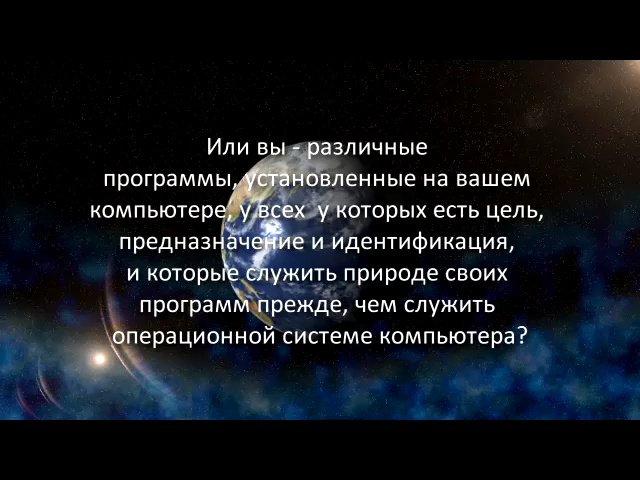 Или вы - различные
программы, установленные на вашем
компьютере, у всех  у которых есть цель,
предназначение и идентификация,
и которые служить природе своих
программ прежде, чем служить
операционной системе компьютера?